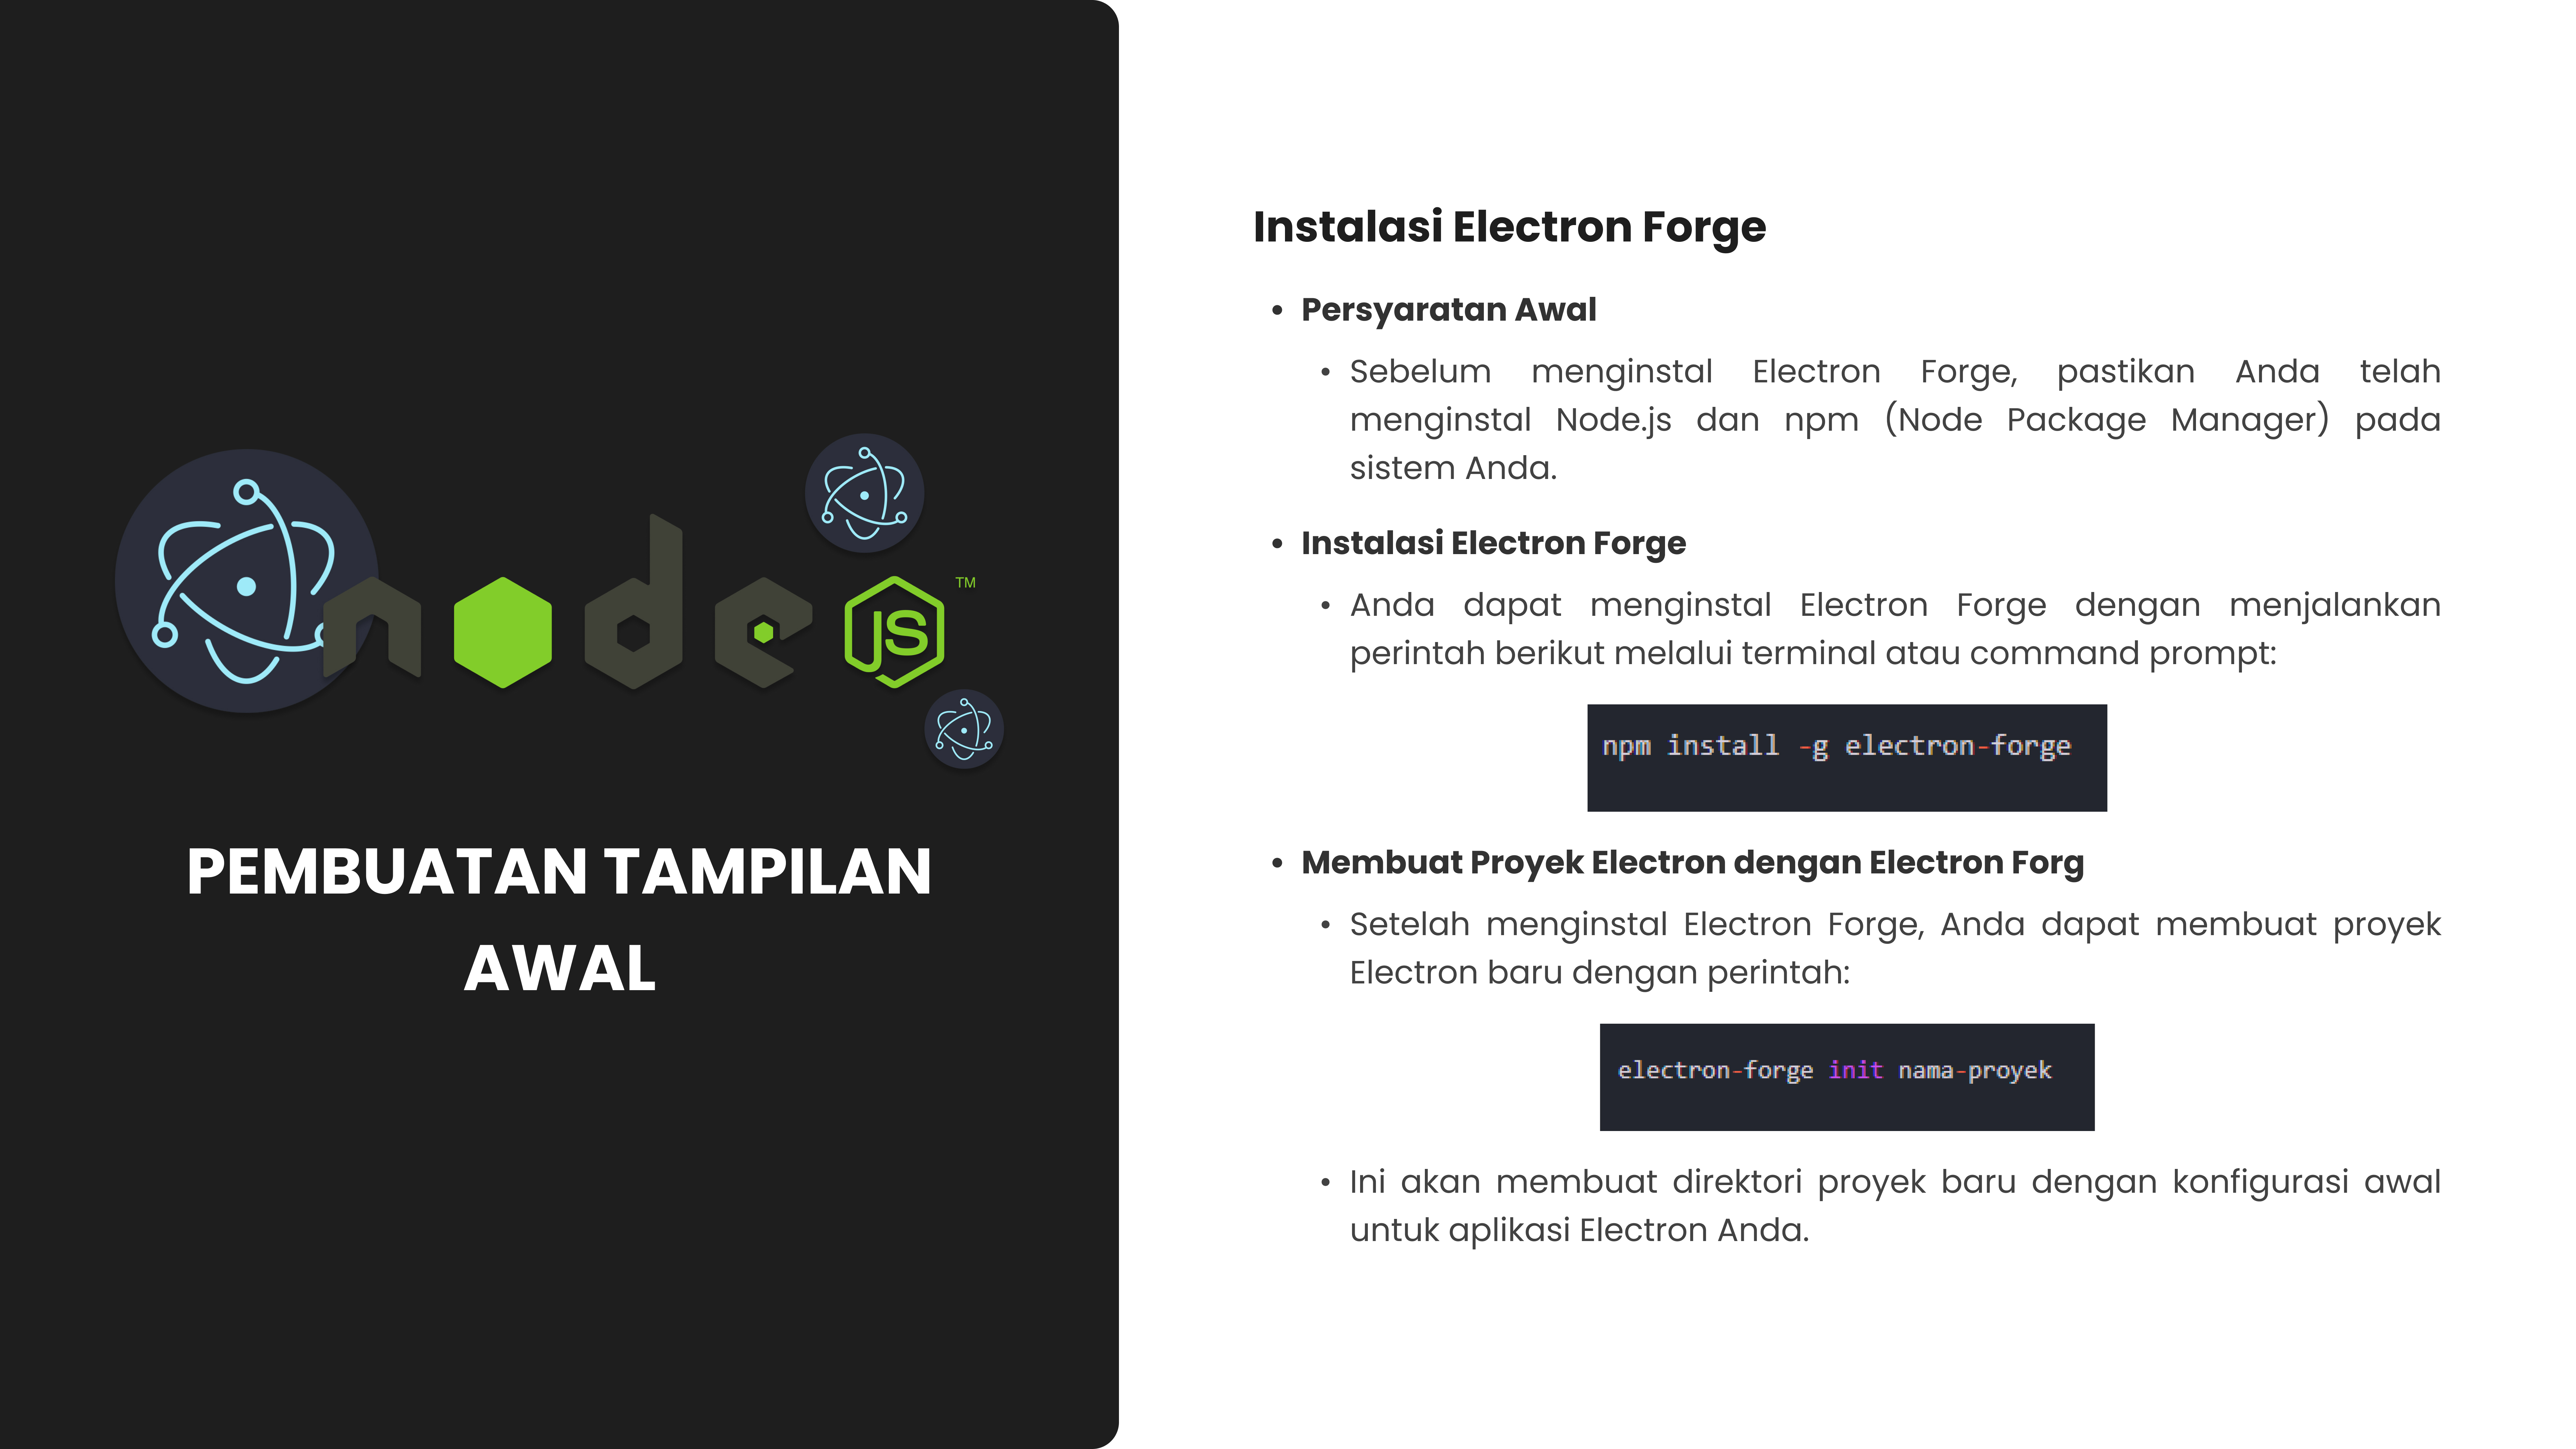 node
JS
TM
PEMBUATAN TAMPILAN
AWAL
Instalasi Electron Forge
• Persyaratan Awal
• Sebelum menginstal Electron Forge, pastikan Anda telah
menginstal Node.js dan npm (Node Package Manager) pada
sistem Anda.
• Instalasi Electron Forge
• Anda dapat menginstal Electron Forge dengan menjalankan
perintah berikut melalui terminal atau command prompt:
npm install -g electron-forge
• Membuat Proyek Electron dengan Electron Forg
• Setelah menginstal Electron Forge, Anda dapat membuat proyek
Electron baru dengan perintah:
electron-forge init nama-proyek
• Ini akan membuat direktori proyek baru dengan konfigurasi awal
untuk aplikasi Electron Anda.